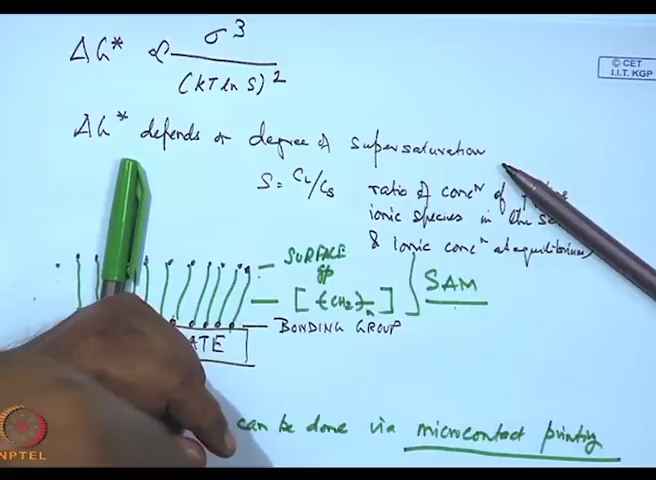 ΔG* ∝ σ³/(kT ln S)²
© CET
I.I.T. KGP
ΔG* depends on degree of supersaturation
S = CL/CS ratio of concⁿ of
ionic species in the
& ionic concⁿ at equilibrium
SURFACE
gp
[-(CH₂)n-] SAM
BONDING GROUP
ATE
can be done via microcontact printing
NPTEL